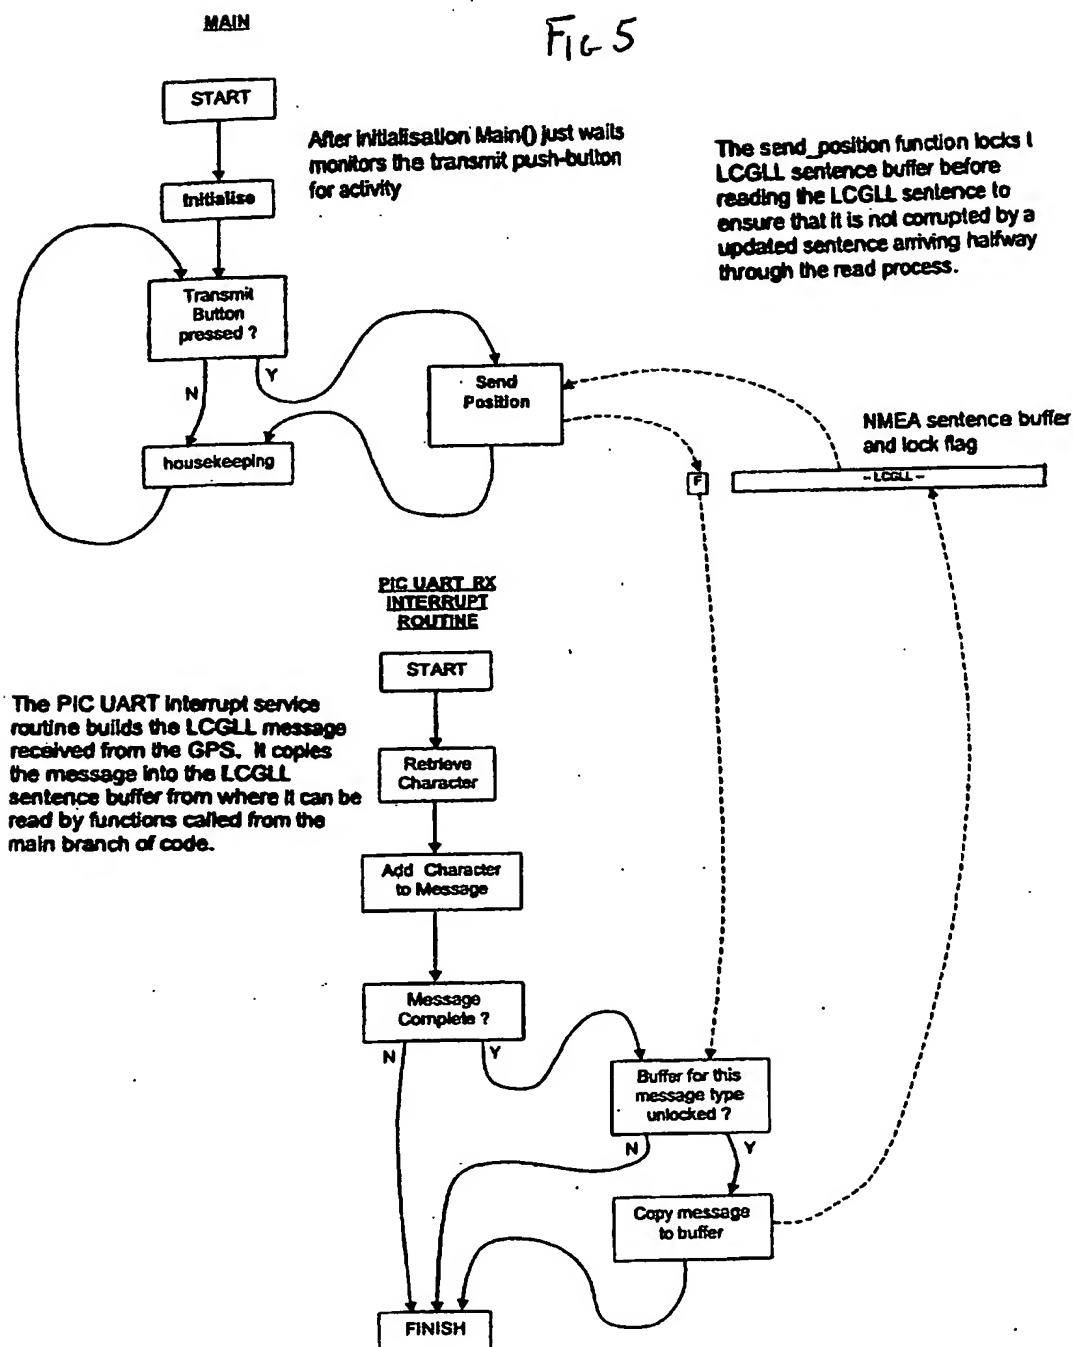 MAIN
FIG 5
START
After initialisation Main() just waits
monitors the transmit push-button
for activity
The send_position function locks t
LCGLL sentence buffer before
reading the LCGLL sentence to
ensure that it is not corrupted by a
updated sentence arriving halfway
through the read process.
Initialise
Transmit
Button
pressed ?
N
Y
Send
Position
housekeeping
NMEA sentence buffer
and lock flag
F
-- LCGLL --
PIC UART RX
INTERRUPT
ROUTINE
START
The PIC UART interrupt service
routine builds the LCGLL message
received from the GPS. It copies
the message into the LCGLL
sentence buffer from where it can be
read by functions called from the
main branch of code.
Retrieve
Character
Add Character
to Message
Message
Complete ?
N
Y
Buffer for this
message type
unlocked ?
N
Y
Copy message
to buffer
FINISH